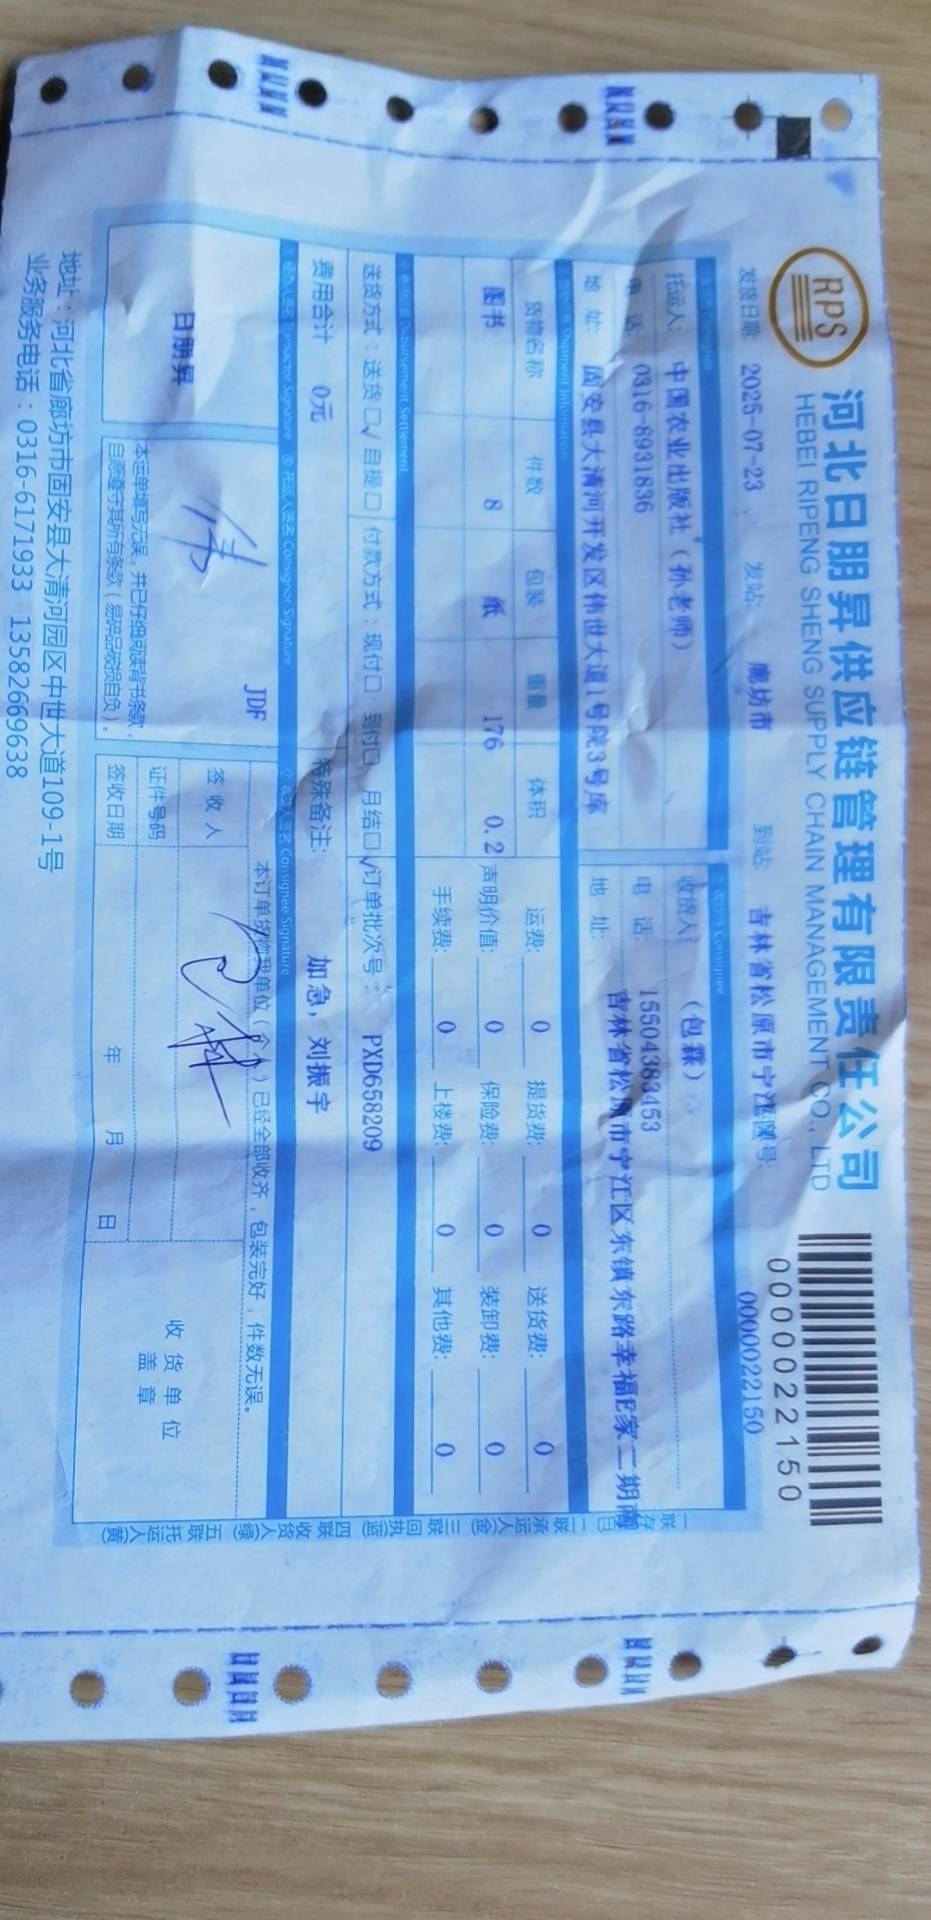 RPS
河北日朋昇供应链管理有限责任公司
HEBEI RIPENG SHENG SUPPLY CHAIN MANAGEMENT CO., LTD
0000022150
发货日期: 2025-07-23 发站: 廊坊市 到站: 吉林省松原市宁江区 号: 0000022150
托运人: 中国农业出版社（孙老师）
电 话: 0316-8931836
地 址: 固安县大清河开发区伟世大道1号院3号库
收货人: （包霖）
电 话: 15504383453
地 址: 吉林省松原市宁江区东镇东路幸福E家二期
Shipment Information
货物名称 件数 包装 重量 体积
图书 8 纸 176 0.2
运费: 0 提货费: 0 送货费: 0
声明价值: 0 保险费: 0 装卸费: 0
手续费: 0 上楼费: 0 其他费: 0
Disbursement Settlement
送货方式：送货□√ 自提□ 付款方式：现付□ 到付□ 月结□√ 订单批次号： PXD658209
费用合计 0元 特殊备注： 加急，刘振宇
Consignor Signature
Consignee Signature
日朋昇
JDF
本运单填写无误，并已仔细阅读背书条款，
自愿遵守其所有条款（易碎品破损自负）。
本订单货物我单位（个人）已经全部收齐，包装完好，件数无误。
签 收 人
证件号码
签收日期 年 月 日
收 货 单 位
盖 章
一联 存 二联 承运人(金) 三联 回执(蓝) 四联 收货人(绿) 五联 托运人(黄)
地址：河北省廊坊市固安县大清河园区中世大道109-1号
业务服务电话：0316-6171933 13582669638